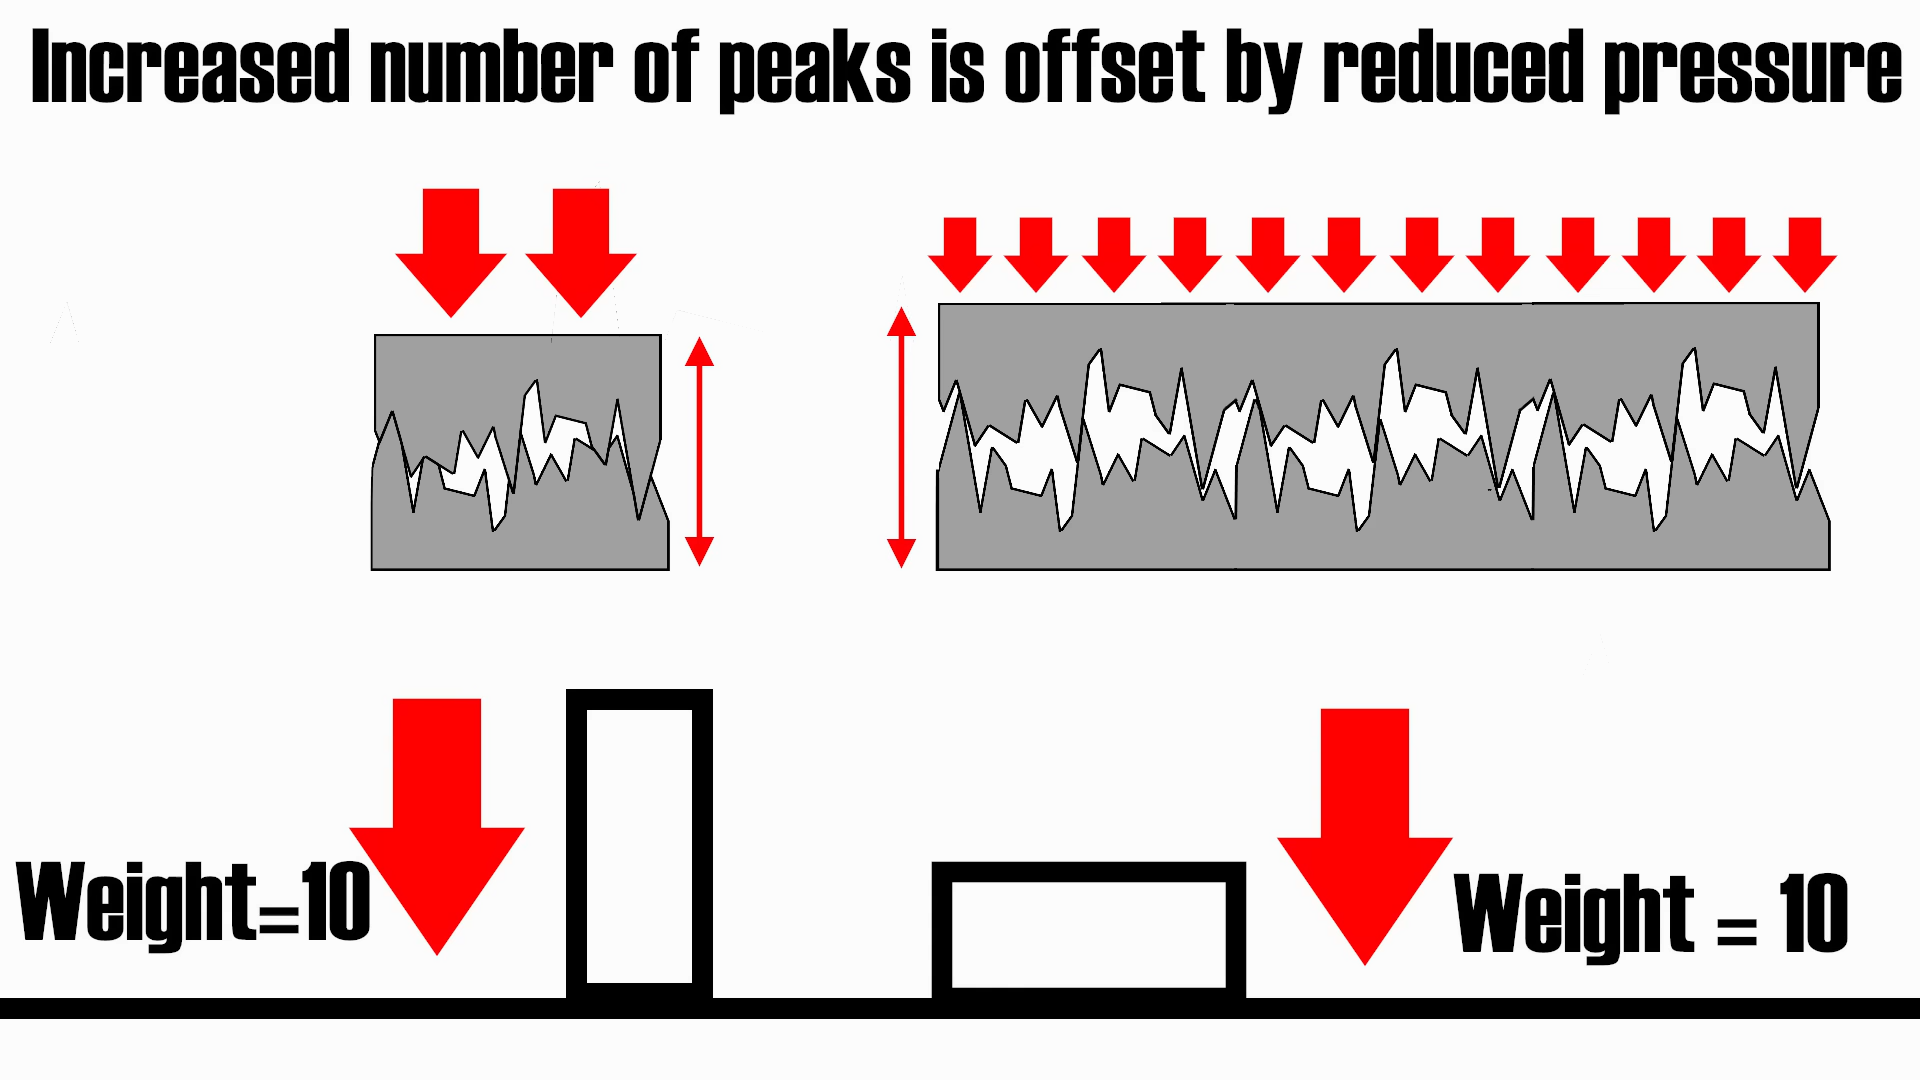 Increased number of peaks is offset by reduced pressure
Weight=10
Weight = 10